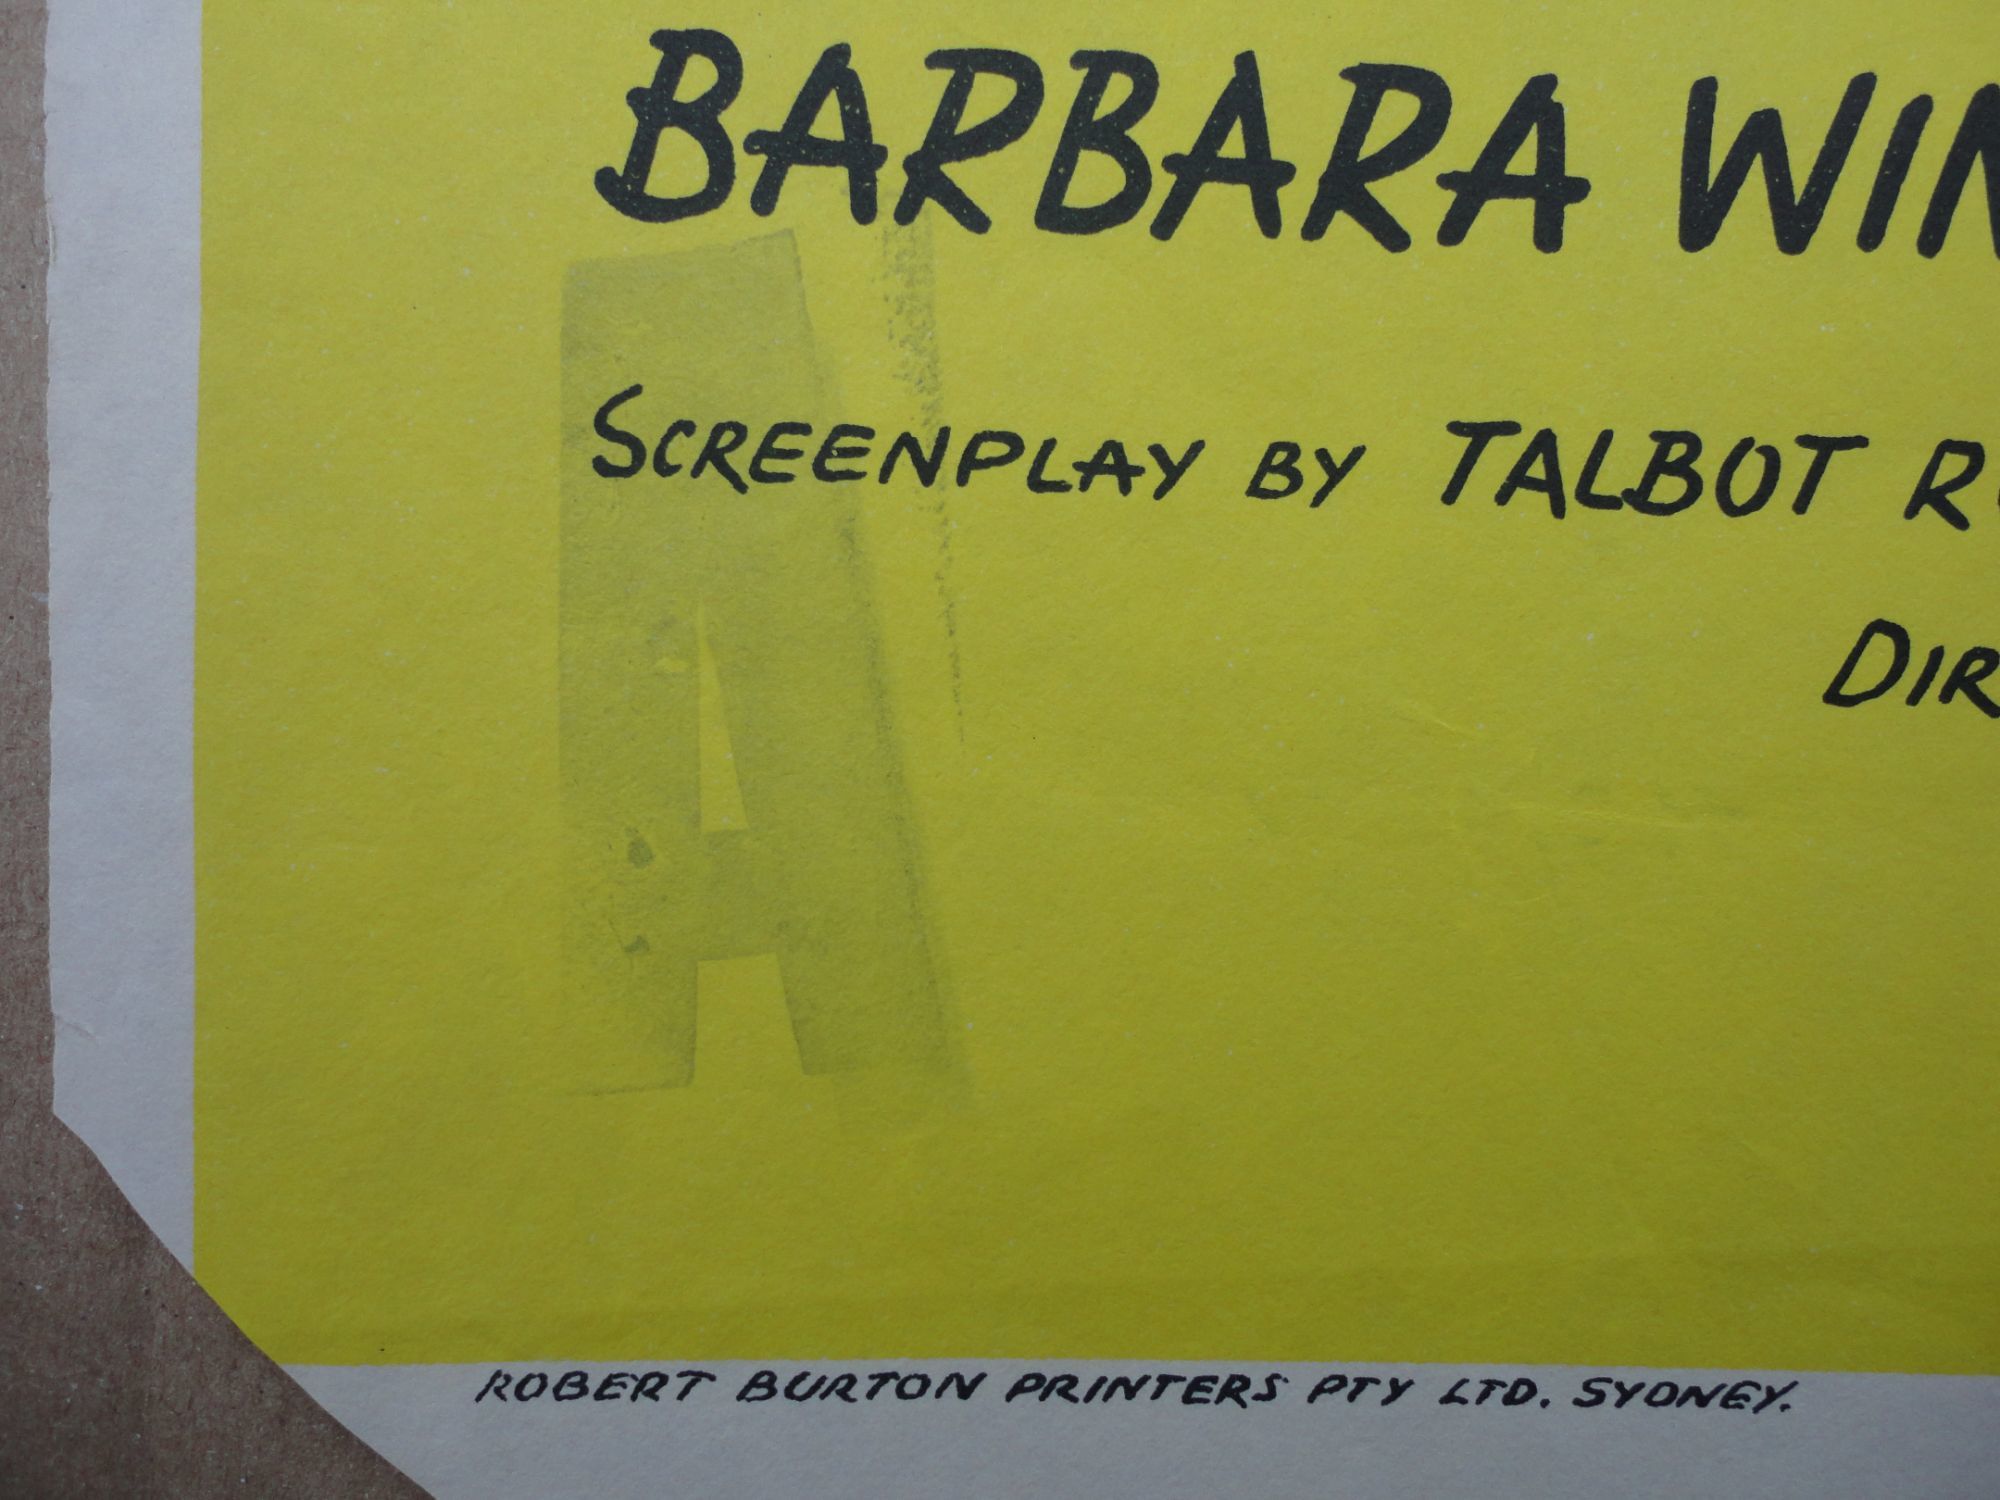 BARBARA WIN
A
SCREENPLAY BY TALBOT R
DIR
ROBERT BURTON PRINTERS PTY LTD. SYDNEY.